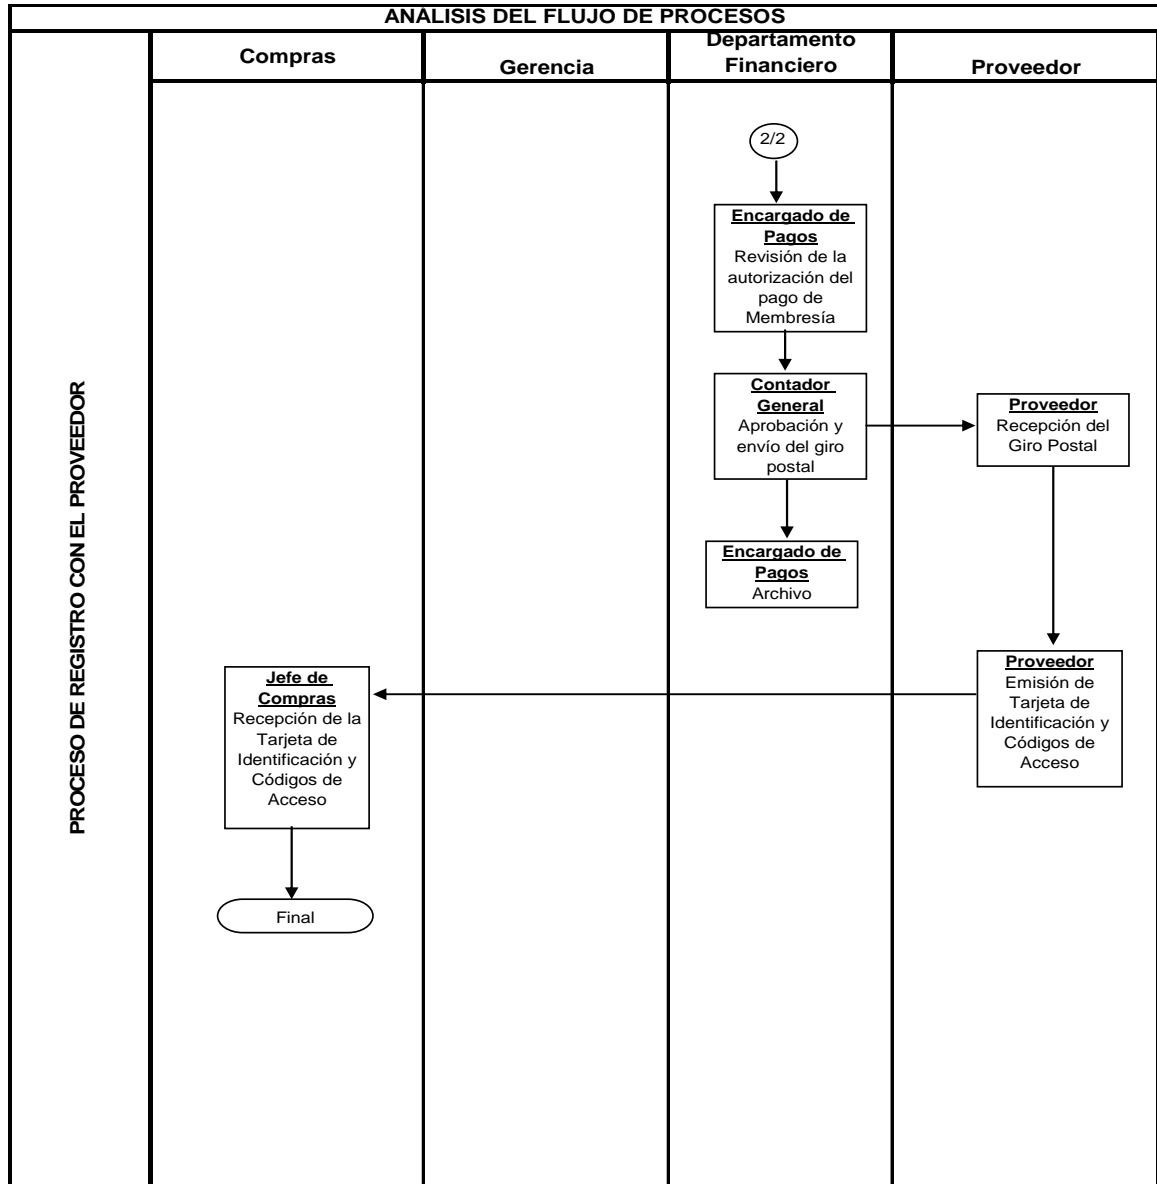 ANÁLISIS DEL FLUJO DE PROCESOS
Compras
Gerencia
Departamento
Financiero
Proveedor
PROCESO DE REGISTRO CON EL PROVEEDOR
2/2
Encargado de
Pagos
Revisión de la
autorización del
pago de
Membresía
Contador
General
Aprobación y
envío del giro
postal
Proveedor
Recepción del
Giro Postal
Encargado de
Pagos
Archivo
Proveedor
Emisión de
Tarjeta de
Identificación y
Códigos de
Acceso
Jefe de
Compras
Recepción de la
Tarjeta de
Identificación y
Códigos de
Acceso
Final